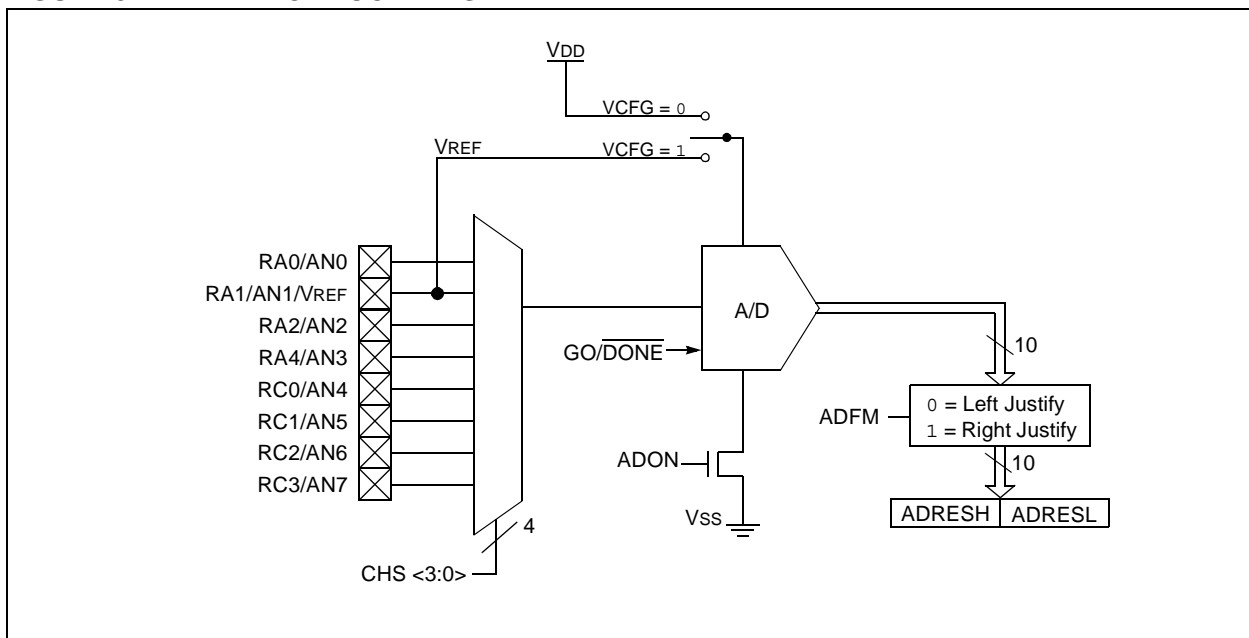 VDD
VCFG = 0
VREF
VCFG = 1
RA0/AN0
RA1/AN1/VREF
RA2/AN2
RA4/AN3
RC0/AN4
RC1/AN5
RC2/AN6
RC3/AN7
A/D
GO/DONE
10
ADFM
0 = Left Justify
1 = Right Justify
10
ADON
VSS
ADRESH ADRESL
4
CHS <3:0>